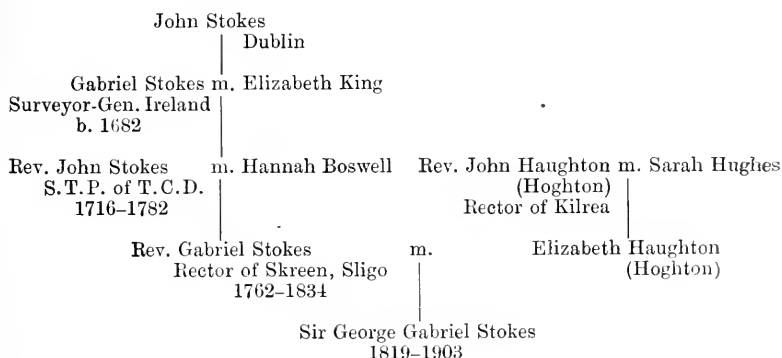 John Stokes
Dublin
Gabriel Stokes m. Elizabeth King
Surveyor-Gen. Ireland
b. 1682
Rev. John Stokes m. Hannah Boswell Rev. John Haughton m. Sarah Hughes
S.T.P. of T.C.D. (Hoghton)
1716–1782 Rector of Kilrea
Rev. Gabriel Stokes m. Elizabeth Haughton
Rector of Skreen, Sligo (Hoghton)
1762–1834
Sir George Gabriel Stokes
1819–1903